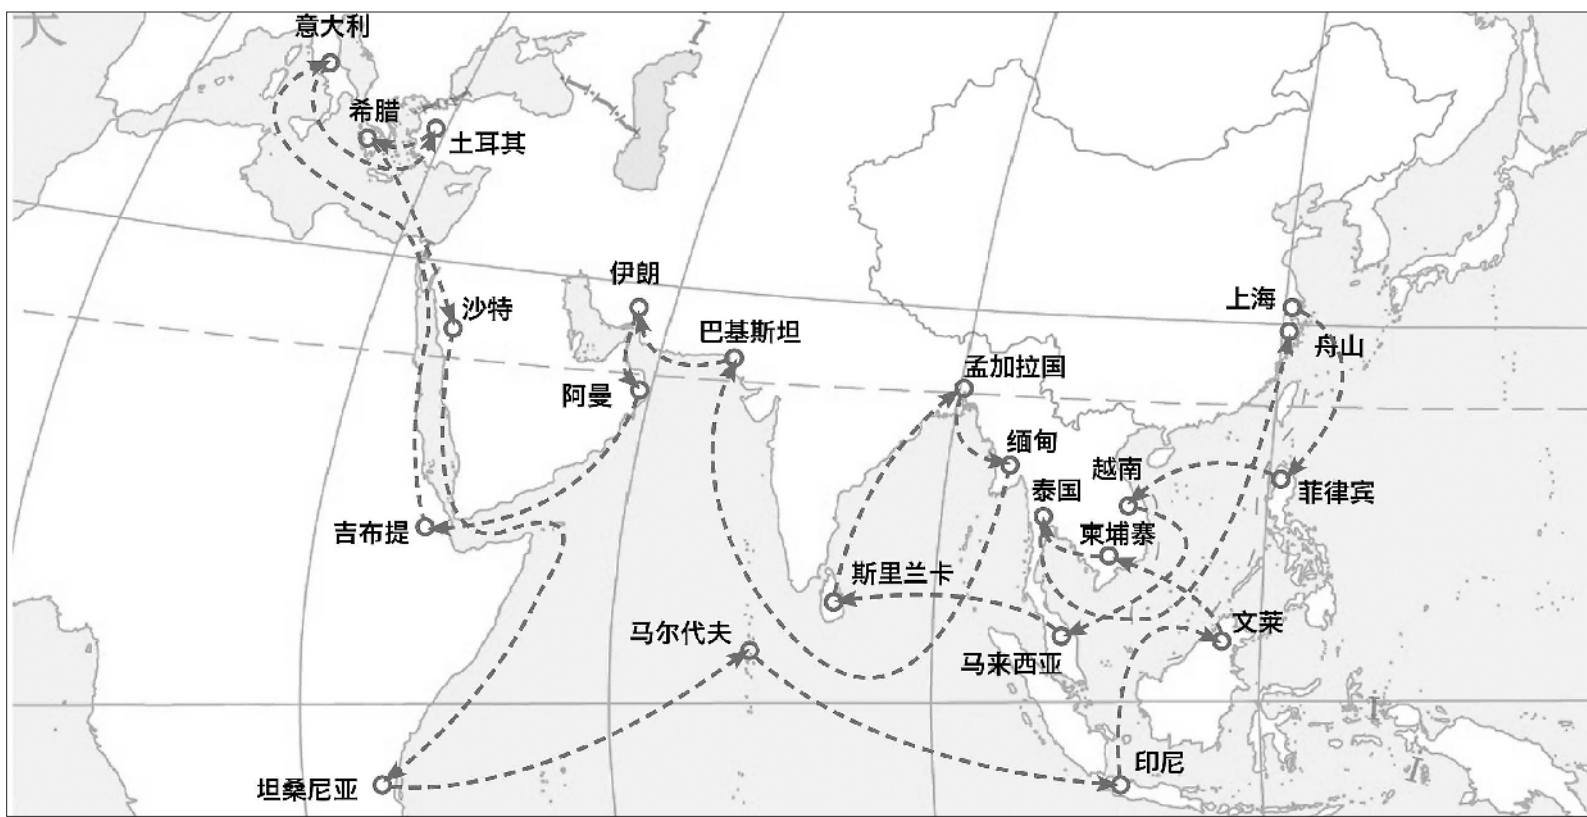 意大利
希腊
土耳其
伊朗
沙特
上海
巴基斯坦
舟山
孟加拉国
阿曼
缅甸
越南
泰国
菲律宾
吉布提
柬埔寨
斯里兰卡
文莱
马尔代夫
马来西亚
印尼
坦桑尼亚